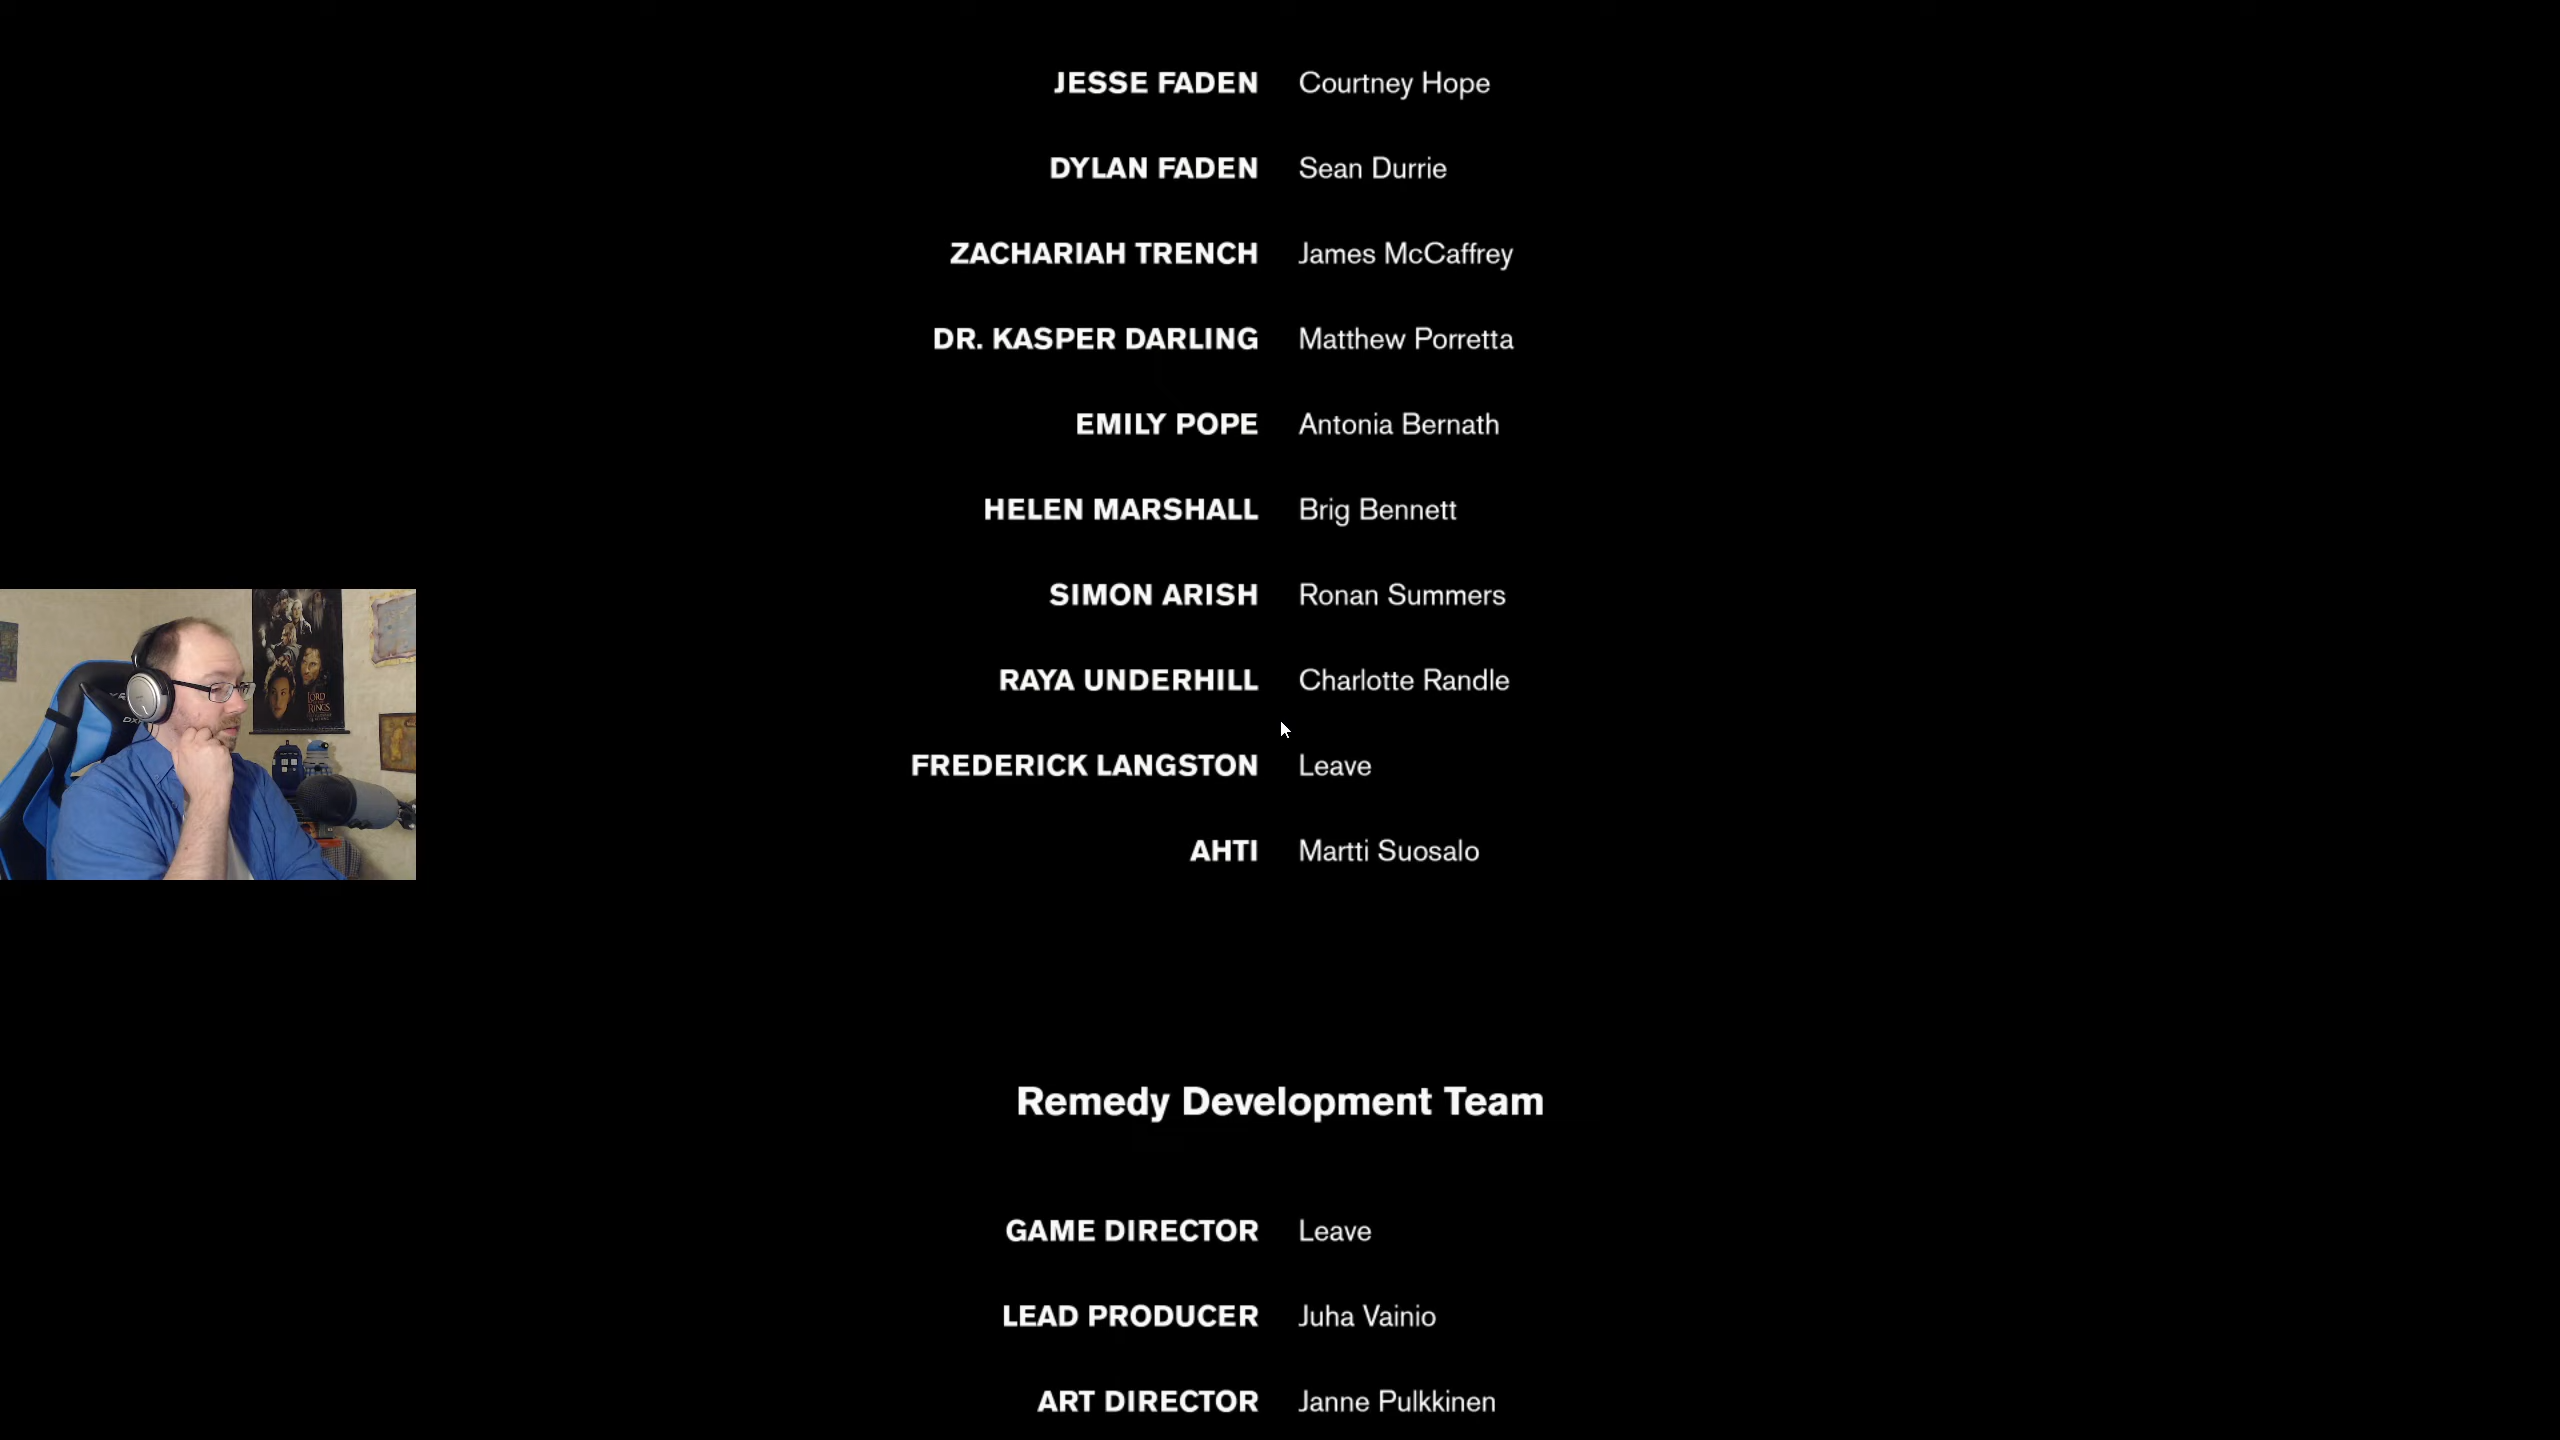 JESSE FADEN Courtney Hope
DYLAN FADEN Sean Durrie
ZACHARIAH TRENCH James McCaffrey
DR. KASPER DARLING Matthew Porretta
EMILY POPE Antonia Bernath
HELEN MARSHALL Brig Bennett
SIMON ARISH Ronan Summers
RAYA UNDERHILL Charlotte Randle
FREDERICK LANGSTON Leave
AHTI Martti Suosalo
Remedy Development Team
GAME DIRECTOR Leave
LEAD PRODUCER Juha Vainio
ART DIRECTOR Janne Pulkkinen
LORD
RINGS